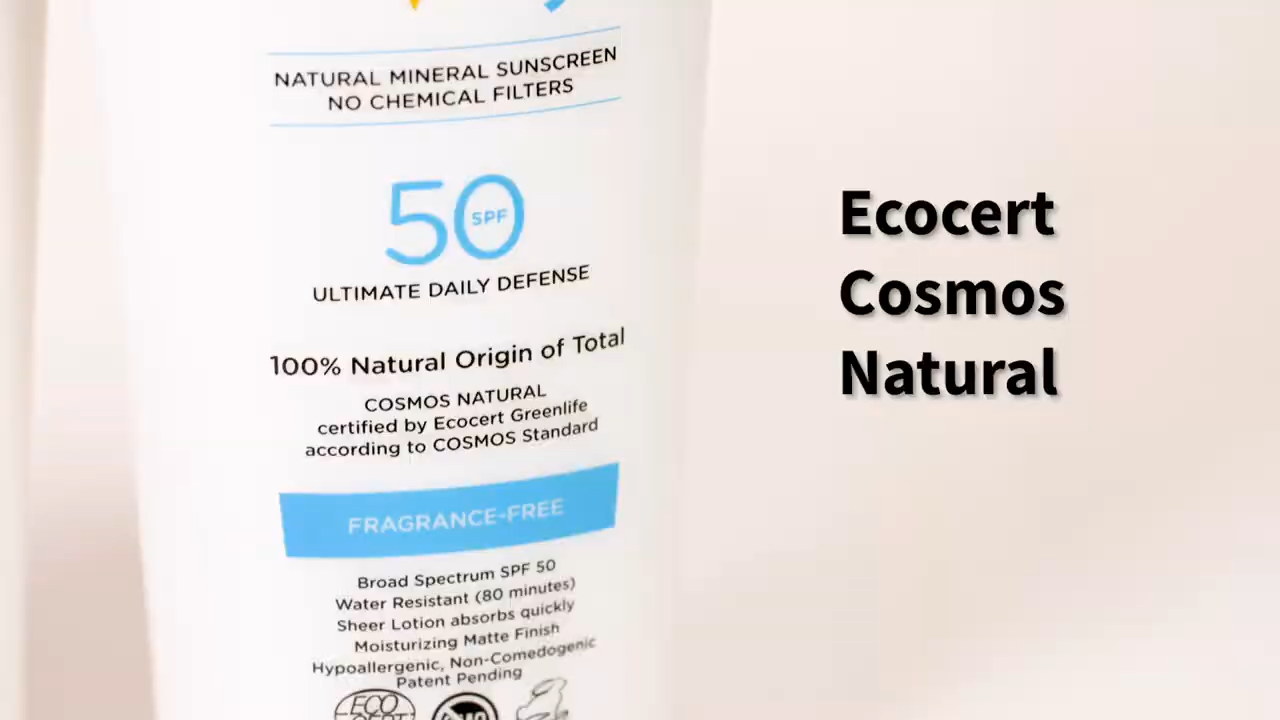 NATURAL MINERAL SUNSCREEN
NO CHEMICAL FILTERS
50
SPF
ULTIMATE DAILY DEFENSE
100% Natural Origin of Total
COSMOS NATURAL
certified by Ecocert Greenlife
according to COSMOS Standard
FRAGRANCE-FREE
Broad Spectrum SPF 50
Water Resistant (80 minutes)
Sheer Lotion absorbs quickly
Moisturizing Matte Finish
Hypoallergenic, Non-Comedogenic
Patent Pending
ECO
Ecocert
Cosmos
Natural